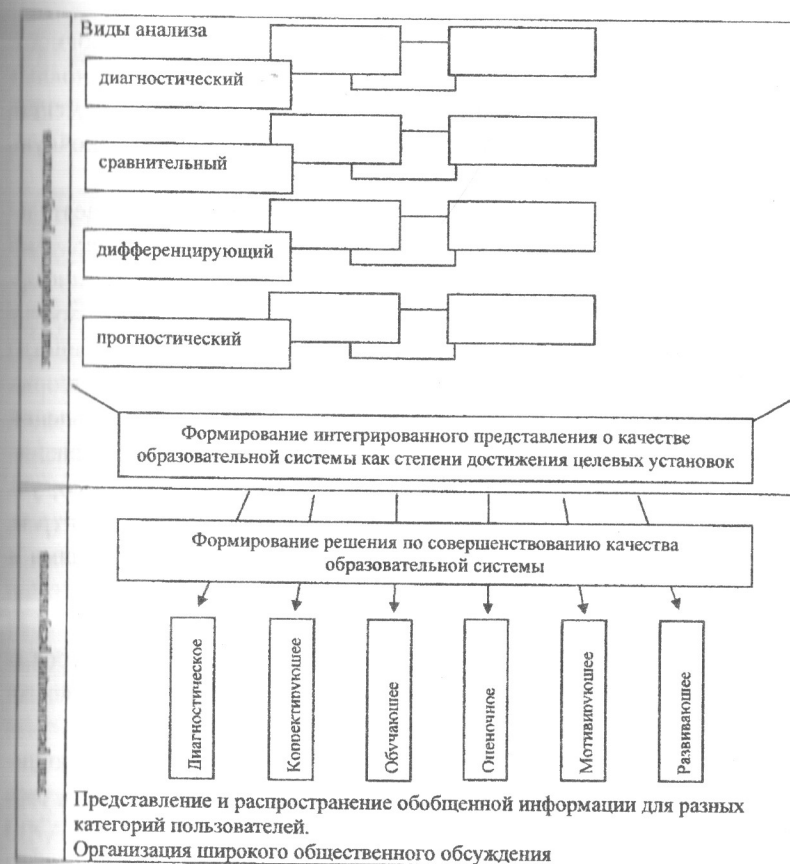 Виды анализа
диагностический
сравнительный
дифференцирующий
прогностический
Формирование интегрированного представления о качестве
образовательной системы как степени достижения целевых установок
Формирование решения по совершенствованию качества
образовательной системы
Диагностическое
Корректирующее
Обучающее
Оценочное
Мотивирующее
Развивающее
Представление и распространение обобщенной информации для разных
категорий пользователей.
Организация широкого общественного обсуждения
результатов
результатов